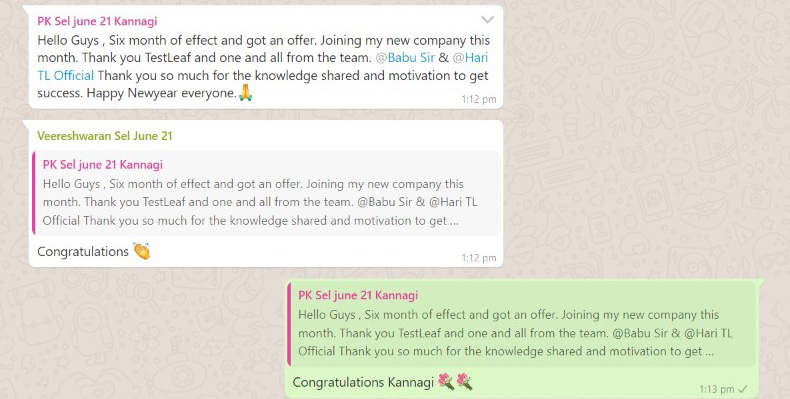 PK Sel june 21 Kannagi
Hello Guys , Six month of effect and got an offer. Joining my new company this
month. Thank you TestLeaf and one and all from the team. @Babu Sir & @Hari
TL Official Thank you so much for the knowledge shared and motivation to get
success. Happy Newyear everyone.🙏
1:12 pm
Veereshwaran Sel June 21
PK Sel june 21 Kannagi
Hello Guys , Six month of effect and got an offer. Joining my new company this
month. Thank you TestLeaf and one and all from the team. @Babu Sir & @Hari TL
Official Thank you so much for the knowledge shared and motivation to get ...
Congratulations 👏
1:12 pm
PK Sel june 21 Kannagi
Hello Guys , Six month of effect and got an offer. Joining my new company this
month. Thank you TestLeaf and one and all from the team. @Babu Sir & @Hari TL
Official Thank you so much for the knowledge shared and motivation to get ...
Congratulations Kannagi 💐💐
1:13 pm